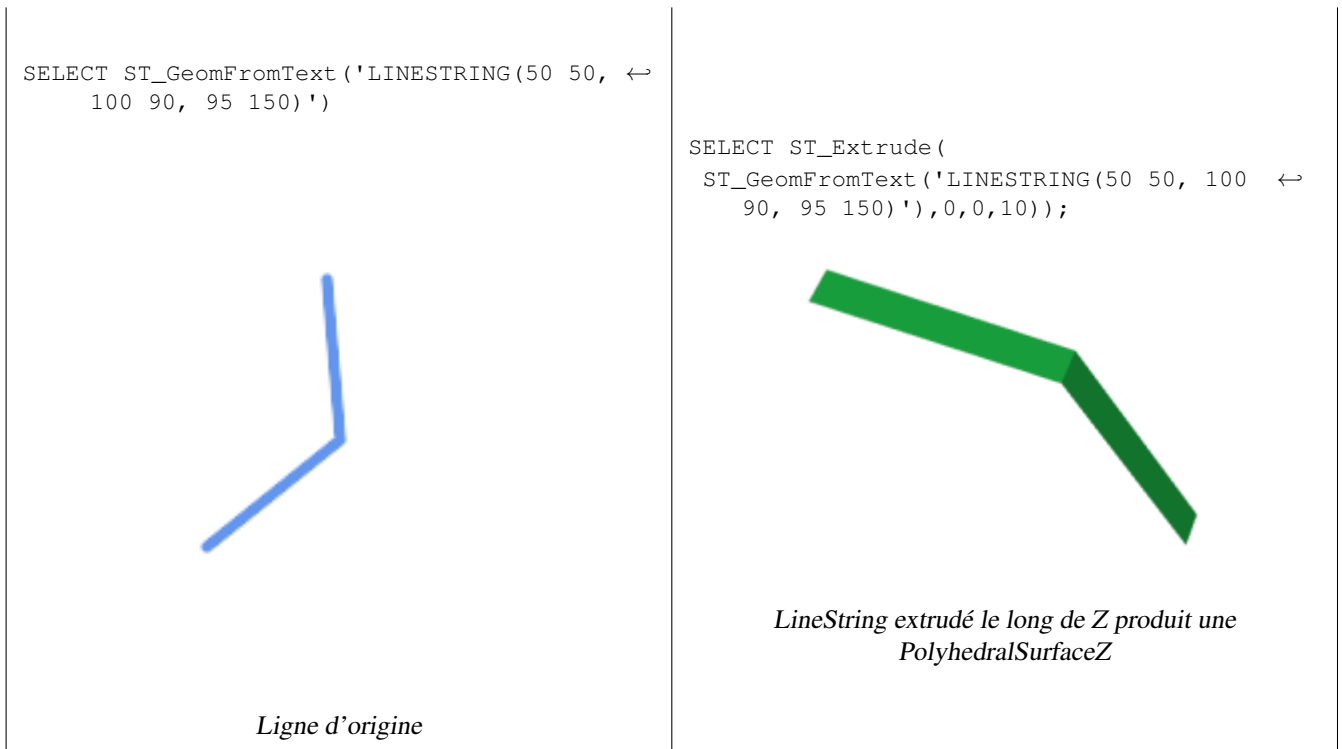 SELECT ST_GeomFromText('LINESTRING(50 50, ↩
100 90, 95 150)')
Ligne d'origine
SELECT ST_Extrude(
ST_GeomFromText('LINESTRING(50 50, 100 ↩
90, 95 150)'),0,0,10));
LineString extrudé le long de Z produit une
PolyhedralSurfaceZ